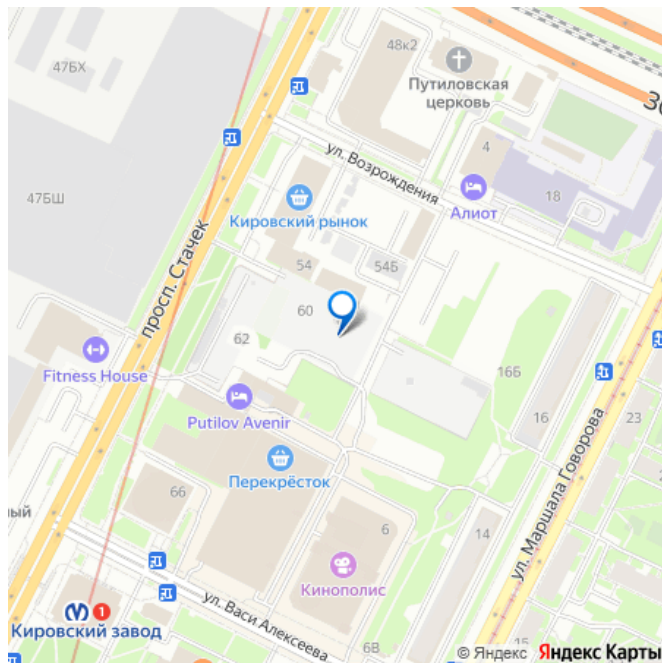 48к2
47БХ
Путиловская
церковь
ул. Возрождения
4
47БШ
18
Алиот
Кировский рынок
просп. Стачек
54
54Б
60
62
Fitness House
16Б
Putilov Avenir
16
23
Перекрёсток
ул. Маршала Говорова
66
6
14
Кинополис
ул. Васи Алексеева
1
Кировский завод
6В
15
© Яндекс Яндекс Карты